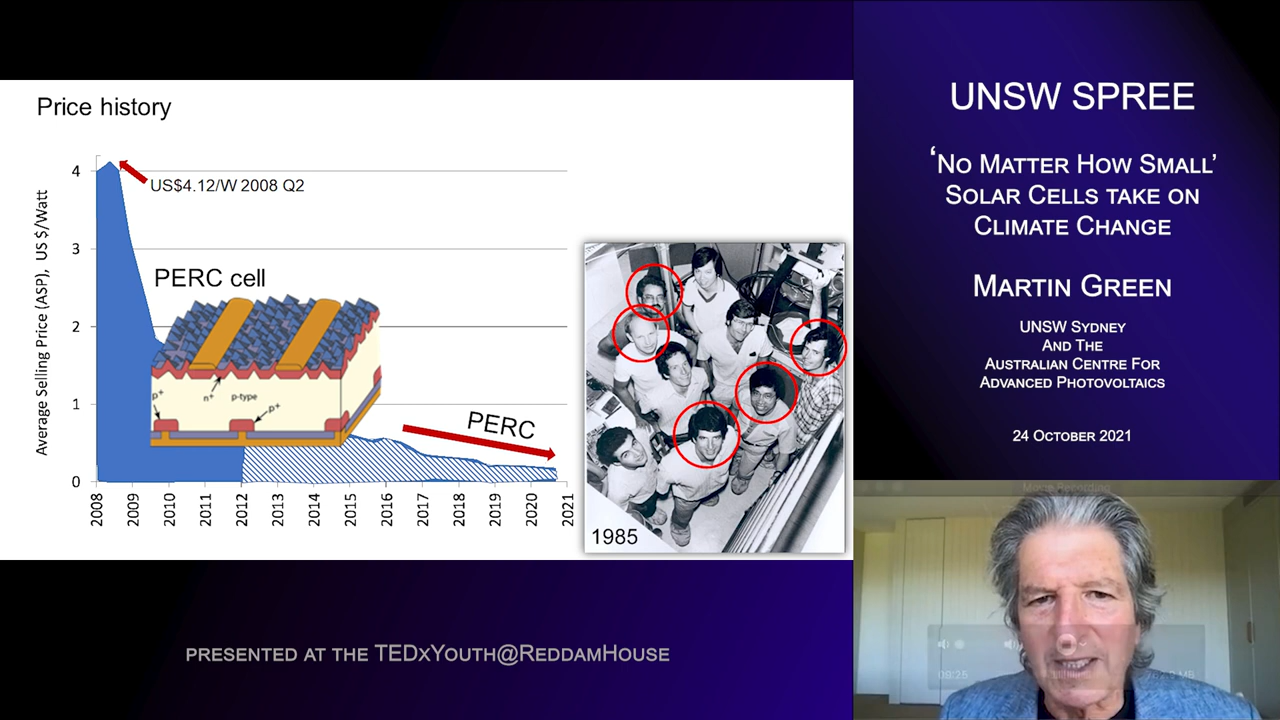 Price history
US$4.12/W 2008 Q2
Average Selling Price (ASP), US $/Watt
4
3
2
1
0
PERC cell
p+
n+
p-type
p+
PERC
2008
2009
2010
2011
2012
2013
2014
2015
2016
2017
2018
2019
2020
2021
1985
PRESENTED AT THE TEDxYOUTH@REDDAMHOUSE
UNSW SPREE
‘NO MATTER HOW SMALL’
SOLAR CELLS TAKE ON
CLIMATE CHANGE
MARTIN GREEN
UNSW SYDNEY
AND THE
AUSTRALIAN CENTRE FOR
ADVANCED PHOTOVOLTAICS
24 OCTOBER 2021
09:25